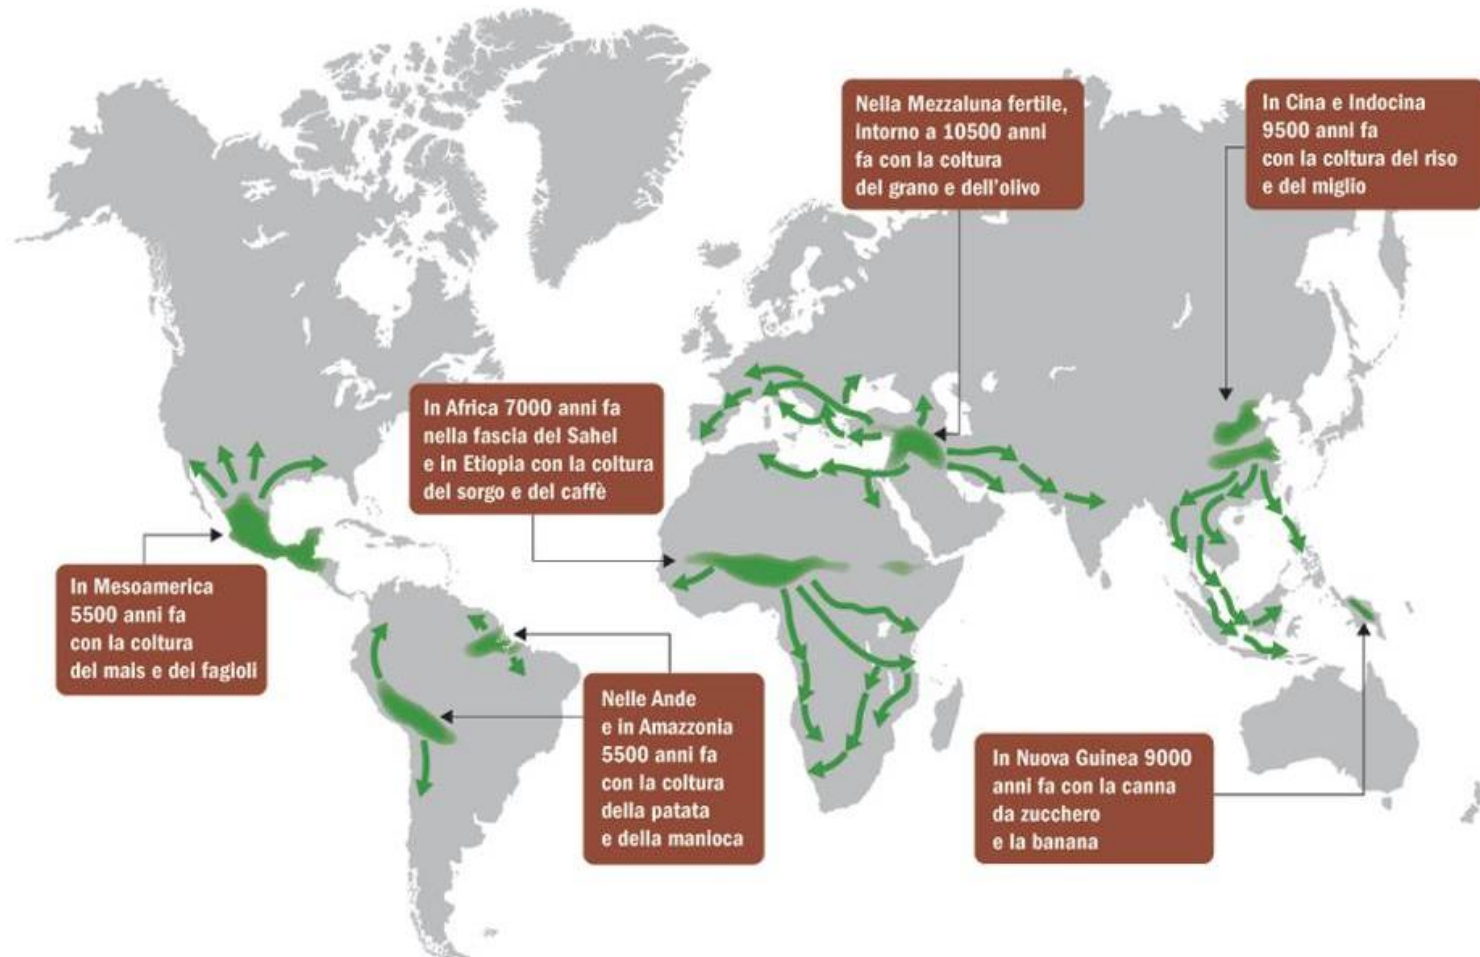 Nella Mezzaluna fertile,
intorno a 10500 anni
fa con la coltura
del grano e dell'olivo
In Cina e Indocina
9500 anni fa
con la coltura del riso
e del miglio
In Africa 7000 anni fa
nella fascia del Sahel
e in Etiopia con la coltura
del sorgo e del caffè
In Mesoamerica
5500 anni fa
con la coltura
del mais e dei fagioli
Nelle Ande
e in Amazzonia
5500 anni fa
con la coltura
della patata
e della manioca
In Nuova Guinea 9000
anni fa con la canna
da zucchero
e la banana